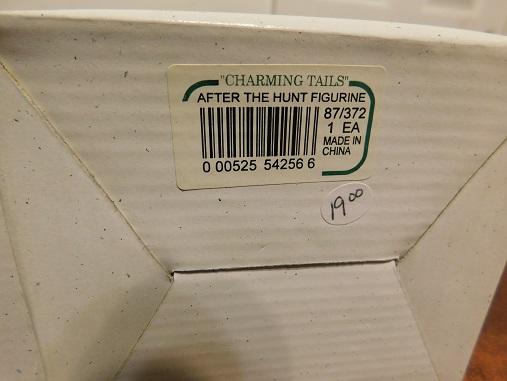 "CHARMING TAILS"
AFTER THE HUNT FIGURINE
87/372
1 EA
MADE IN
CHINA
0 00525 54256 6
19⁰⁰